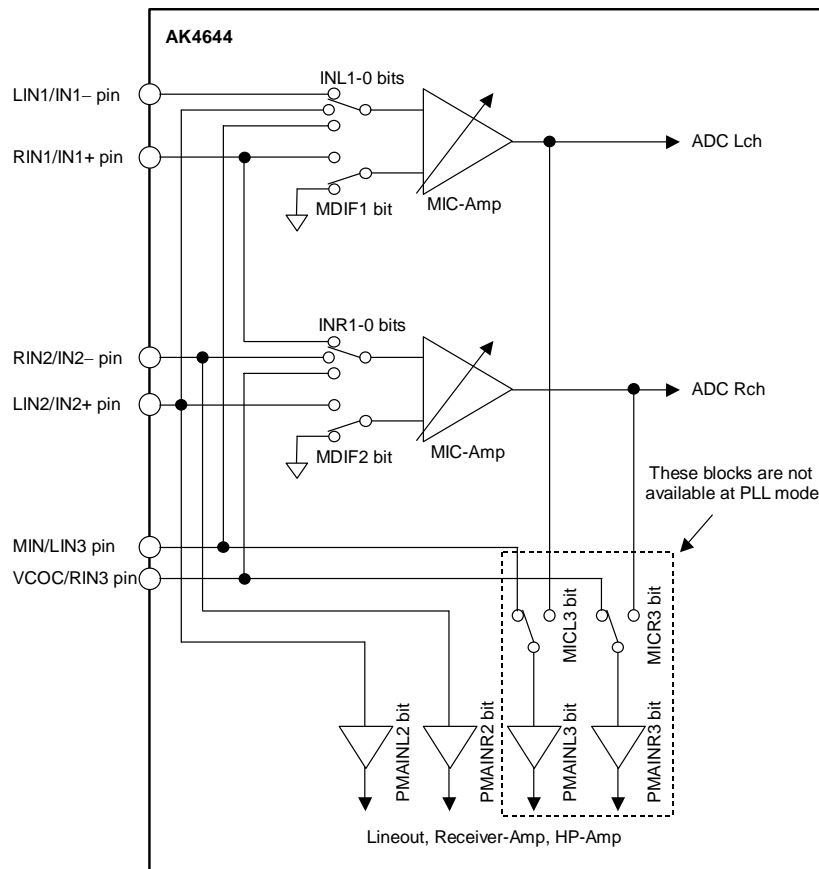 AK4644
LIN1/IN1− pin
INL1-0 bits
RIN1/IN1+ pin
ADC Lch
MDIF1 bit
MIC-Amp
INR1-0 bits
RIN2/IN2− pin
LIN2/IN2+ pin
ADC Rch
MDIF2 bit
MIC-Amp
These blocks are not
available at PLL mode
MIN/LIN3 pin
VCOC/RIN3 pin
MICL3 bit
MICR3 bit
PMAINL2 bit
PMAINR2 bit
PMAINL3 bit
PMAINR3 bit
Lineout, Receiver-Amp, HP-Amp